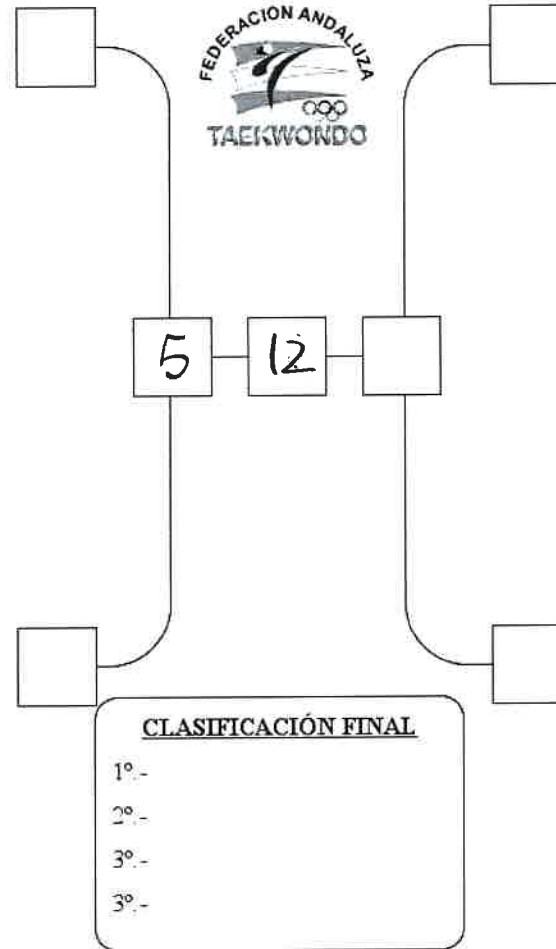 FEDERACION ANDALUZA
TAEKWONDO
5 12
CLASIFICACIÓN FINAL
1º.-
2º.-
3º.-
3º.-